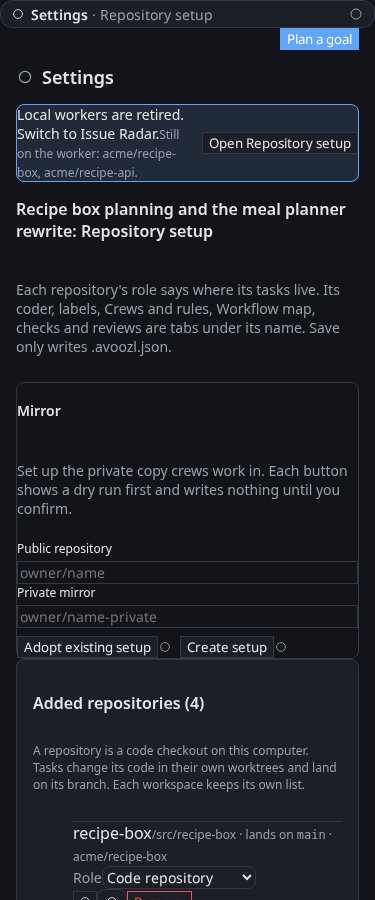 Settings · Repository setup
Plan a goal
Settings
Local workers are retired.
Switch to Issue Radar. Still
on the worker: acme/recipe-
box, acme/recipe-api.
Open Repository setup
Recipe box planning and the meal planner
rewrite: Repository setup
Each repository's role says where its tasks live. Its
coder, labels, Crews and rules, Workflow map,
checks and reviews are tabs under its name. Save
only writes .avoozl.json.
Mirror
Set up the private copy crews work in. Each button
shows a dry run first and writes nothing until you
confirm.
Public repository
owner/name
Private mirror
owner/name-private
Adopt existing setup
Create setup
Added repositories (4)
A repository is a code checkout on this computer.
Tasks change its code in their own worktrees and land
on its branch. Each workspace keeps its own list.
recipe-box/src/recipe-box · lands on main ·
acme/recipe-box
Role Code repository